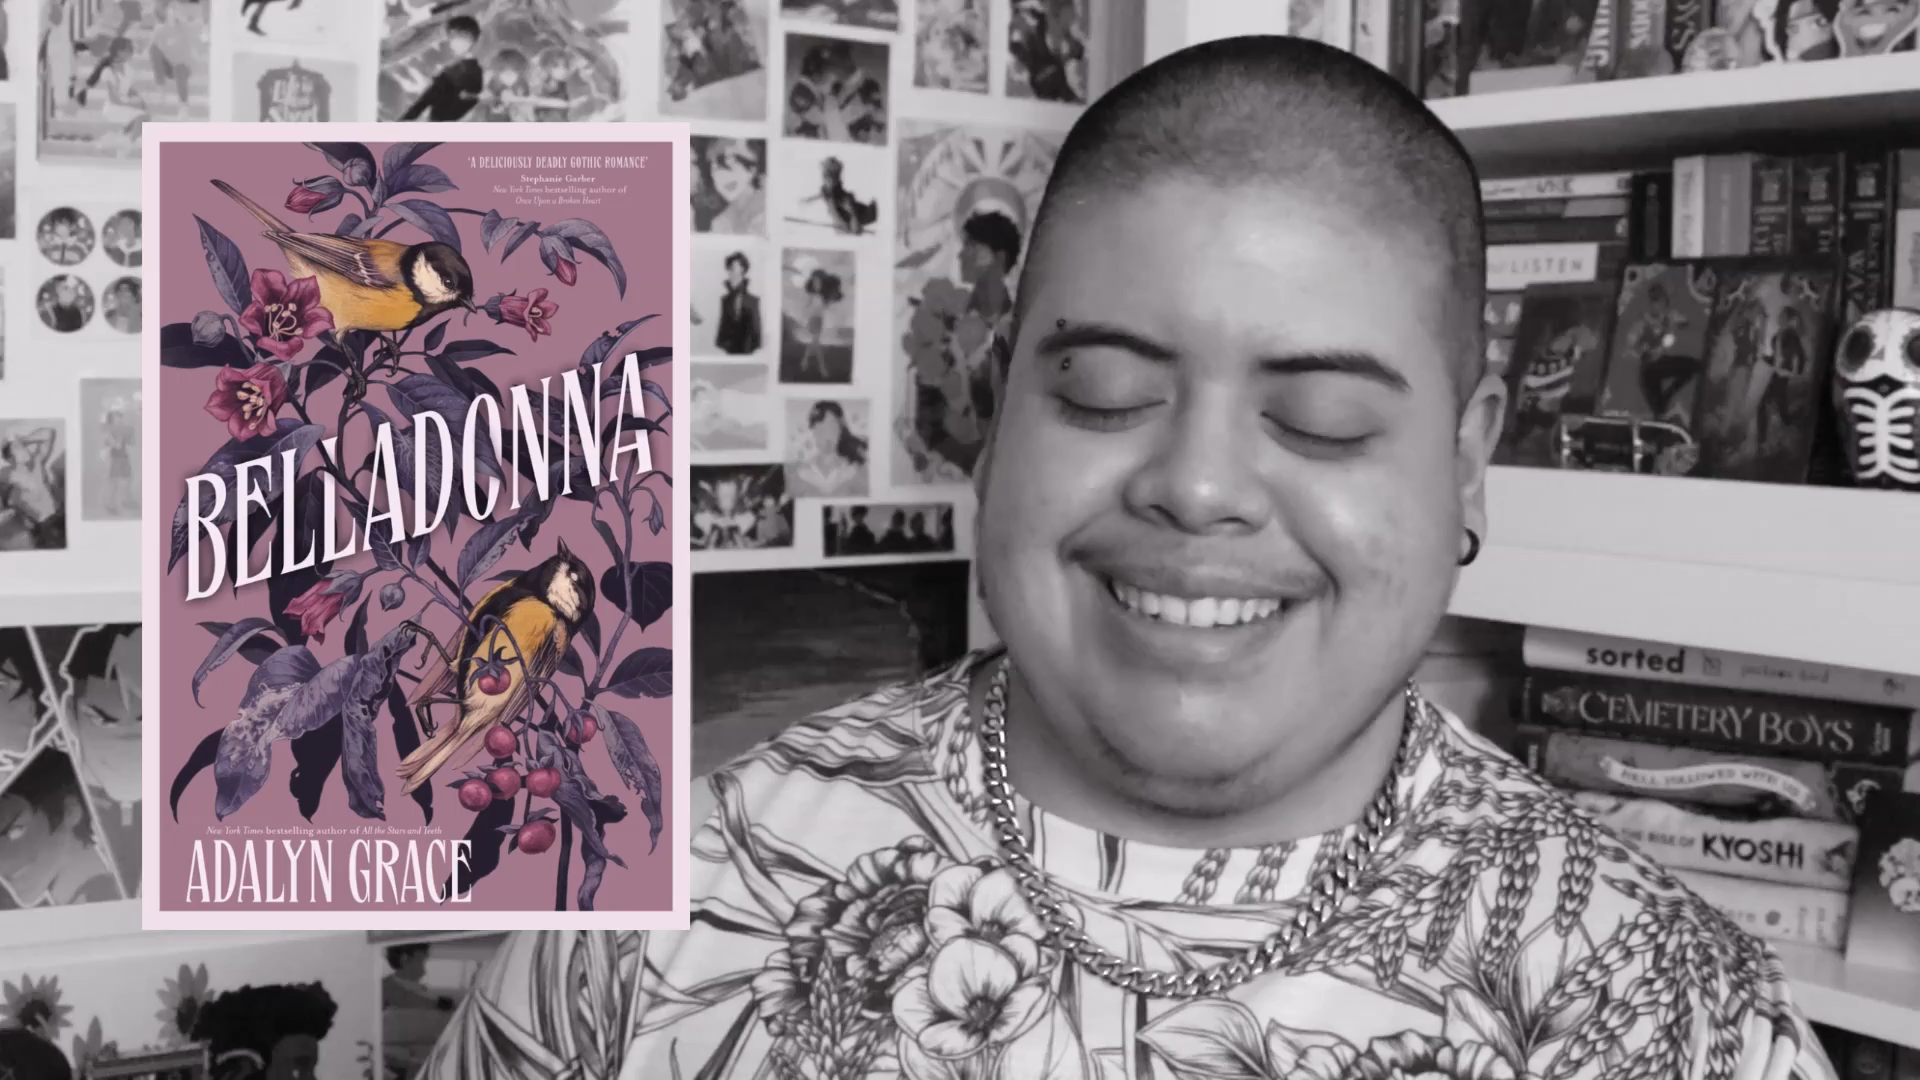 'A DELICIOUSLY DEADLY GOTHIC ROMANCE'
Stephanie Garber
New York Times bestselling author of
Once Upon a Broken Heart
BELLADONNA
New York Times bestselling author of All the Stars and Teeth
ADALYN GRACE
LISTEN
sorted
CEMETERY BOYS
HELL FOLLOWED WITH US
THE RISE OF KYOSHI